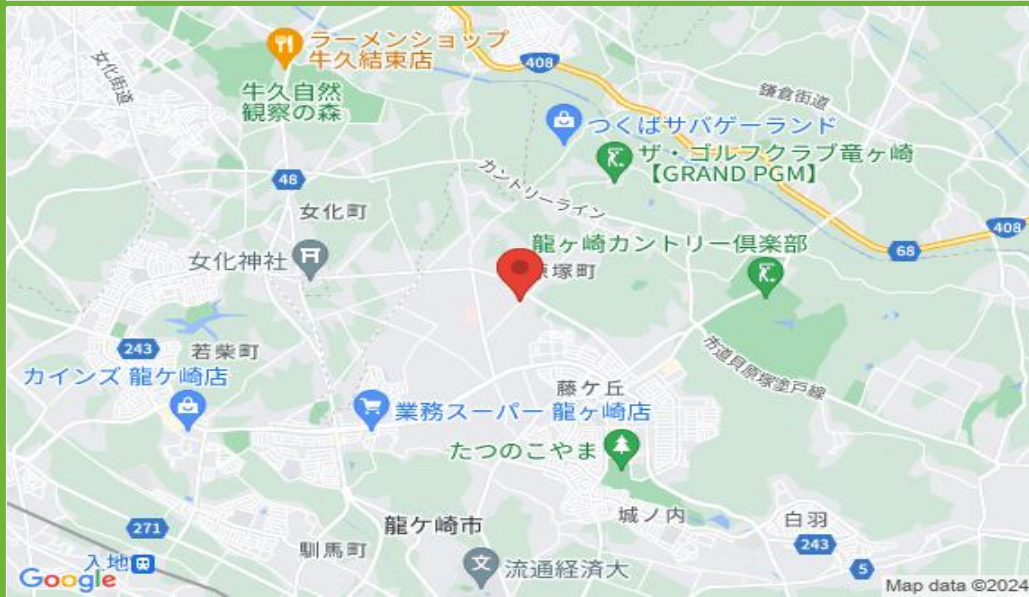 ラーメンショップ
牛久結束店
408
女化街道
牛久自然
観察の森
鎌倉街道
つくばサバゲーランド
ザ・ゴルフクラブ竜ヶ崎
【GRAND PGM】
48
カントリーライン
女化町
408
68
龍ヶ崎カントリー倶楽部
女化神社
原塚町
243
若柴町
市道貝原塚塗戸線
カインズ 龍ケ崎店
藤ケ丘
業務スーパー 龍ヶ崎店
たつのこやま
城ノ内
白羽
271
龍ケ崎市
243
馴馬町
入地
流通経済大
5
Google
Map data ©2024